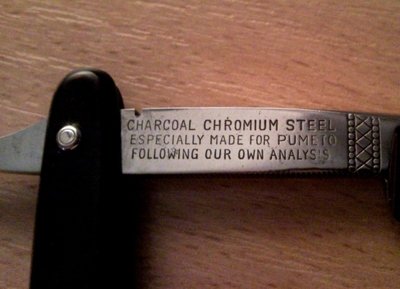 CHARCOAL CHROMIUM STEEL
ESPECIALLY MADE FOR PUMETO
FOLLOWING OUR OWN ANALYSIS